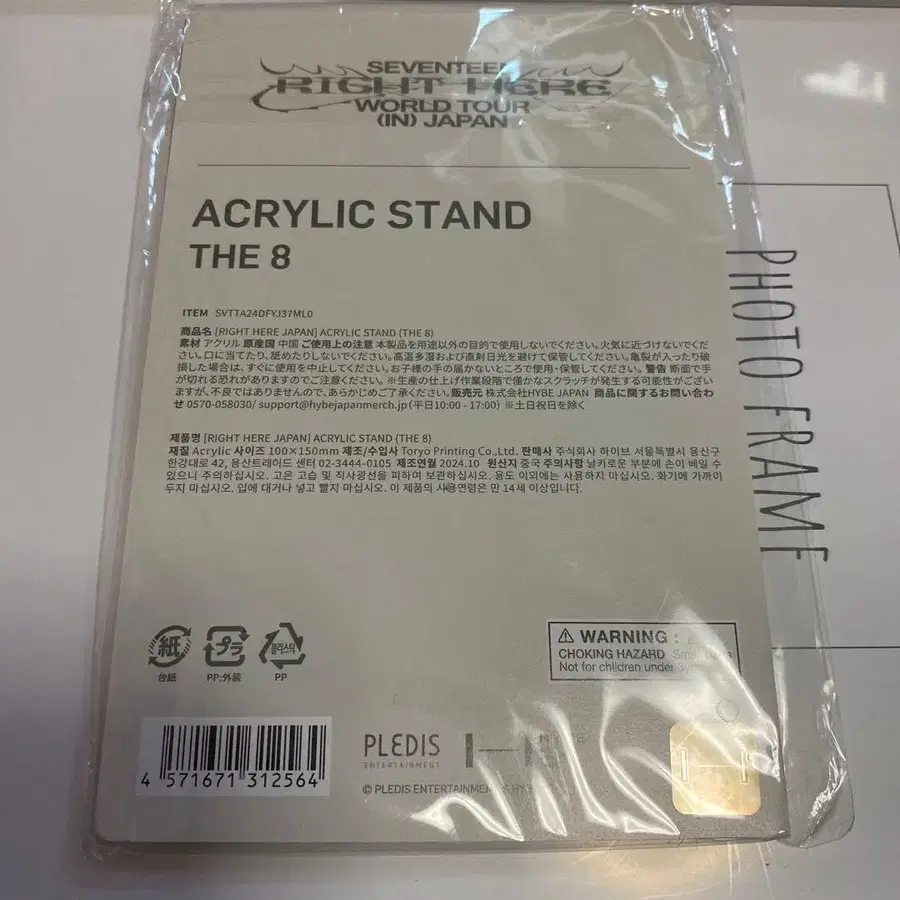 SEVENTEEN
RIGHT HERE
WORLD TOUR
(IN) JAPAN
ACRYLIC STAND
THE 8
ITEM SVTTA24DFYJ37ML0
商品名 [RIGHT HERE JAPAN] ACRYLIC STAND (THE 8)
素材 アクリル 原産国 中国 ご使用上の注意 本製品を用途以外の目的で使用しないでください。火気に近づけないでくだ
さい。口に当てたり、舐めたりしないでください。高温多湿および直射日光を避けて保管してください。亀裂が入ったり破
損した場合は、すぐに使用を中止してください。お子様の手の届かないところで使用・保管してください。警告 断面で手
が切れる恐れがありますのでご注意ください。※生産の仕上げ作業段階で僅かなスクラッチが発生する可能性がござい
ますが、不良ではありませんので、あらかじめご了承ください。販売元 株式会社HYBE JAPAN 商品に関するお問い合わ
せ 0570-058030/ support@hybejapanmerch.jp (平日10:00 - 17:00) ※土日祝日を除く
제품명 [RIGHT HERE JAPAN] ACRYLIC STAND (THE 8)
재질 Acrylic 사이즈 100×150mm 제조/수입사 Toryo Printing Co.,Ltd. 판매사 주식회사 하이브 서울특별시 용산구
한강대로 42, 용산트레이드 센터 02-3444-0105 제조연월 2024.10 원산지 중국 주의사항 날카로운 부분에 손이 베일 수
있으니 주의하십시오. 고온 고습 및 직사광선을 피하여 보관하십시오. 용도 이외에는 사용하지 마십시오. 화기에 가까이
두지 마십시오. 입에 대거나 넣고 빨지 마십시오. 이 제품의 사용연령은 만 14세 이상입니다.
紙
台紙
プラ
PP:外装
플라스틱
PP
WARNING :
CHOKING HAZARD
Not for children under
4 571671 312564
PLEDIS
ENTERTAINMENT
© PLEDIS ENTERTAINMENT
PHOTO FRAME